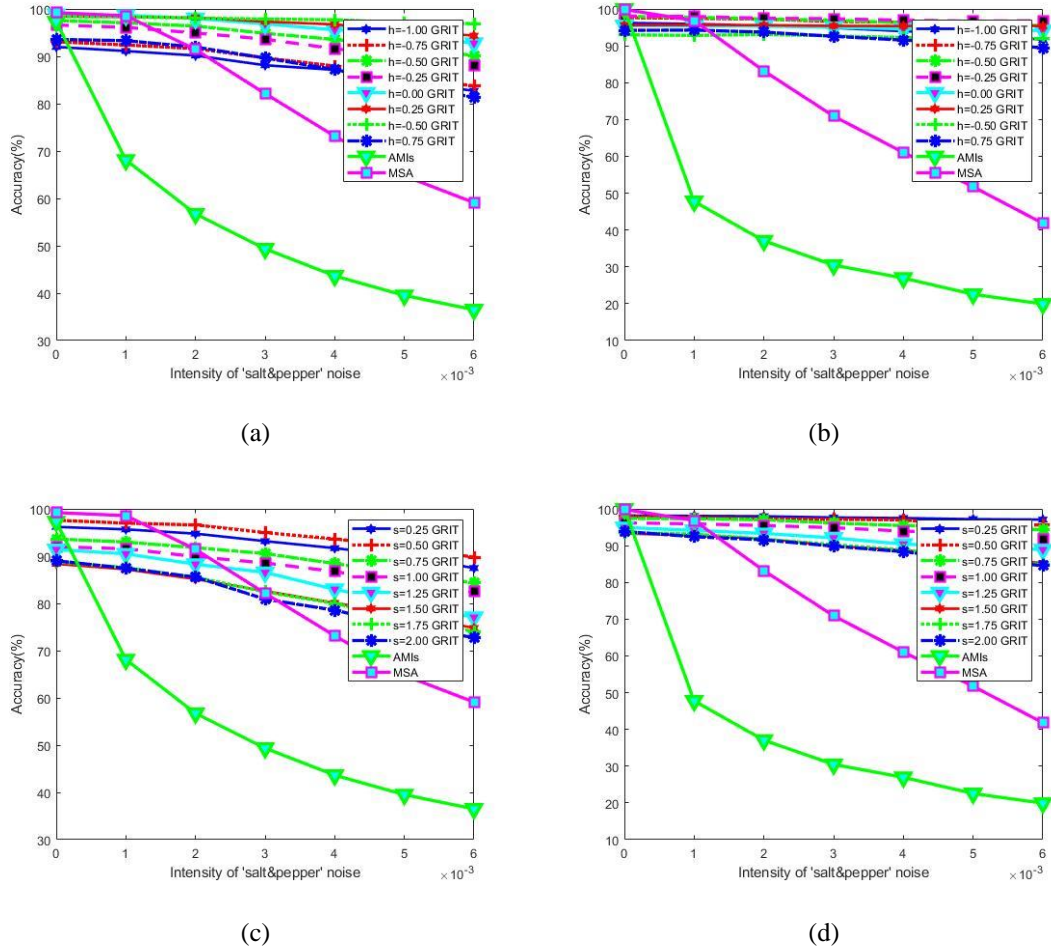 100
90
80
70
60
50
40
30
Accuracy(%)
0 1 2 3 4 5 6
Intensity of 'salt&pepper' noise
×10⁻³
h=-1.00 GRIT
h=-0.75 GRIT
h=-0.50 GRIT
h=-0.25 GRIT
h=0.00 GRIT
h=0.25 GRIT
h=-0.50 GRIT
h=0.75 GRIT
AMIs
MSA
(a)
100
90
80
70
60
50
40
30
20
10
Accuracy(%)
0 1 2 3 4 5 6
Intensity of 'salt&pepper' noise
×10⁻³
h=-1.00 GRIT
h=-0.75 GRIT
h=-0.50 GRIT
h=-0.25 GRIT
h=0.00 GRIT
h=0.25 GRIT
h=-0.50 GRIT
h=0.75 GRIT
AMIs
MSA
(b)
100
90
80
70
60
50
40
30
Accuracy(%)
0 1 2 3 4 5 6
Intensity of 'salt&pepper' noise
×10⁻³
s=0.25 GRIT
s=0.50 GRIT
s=0.75 GRIT
s=1.00 GRIT
s=1.25 GRIT
s=1.50 GRIT
s=1.75 GRIT
s=2.00 GRIT
AMIs
MSA
(c)
100
90
80
70
60
50
40
30
20
10
Accuracy(%)
0 1 2 3 4 5 6
Intensity of 'salt&pepper' noise
×10⁻³
s=0.25 GRIT
s=0.50 GRIT
s=0.75 GRIT
s=1.00 GRIT
s=1.25 GRIT
s=1.50 GRIT
s=1.75 GRIT
s=2.00 GRIT
AMIs
MSA
(d)